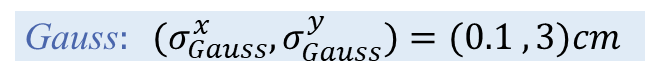 Gauss: (σ^x_Gauss, σ^y_Gauss) = (0.1 , 3)cm